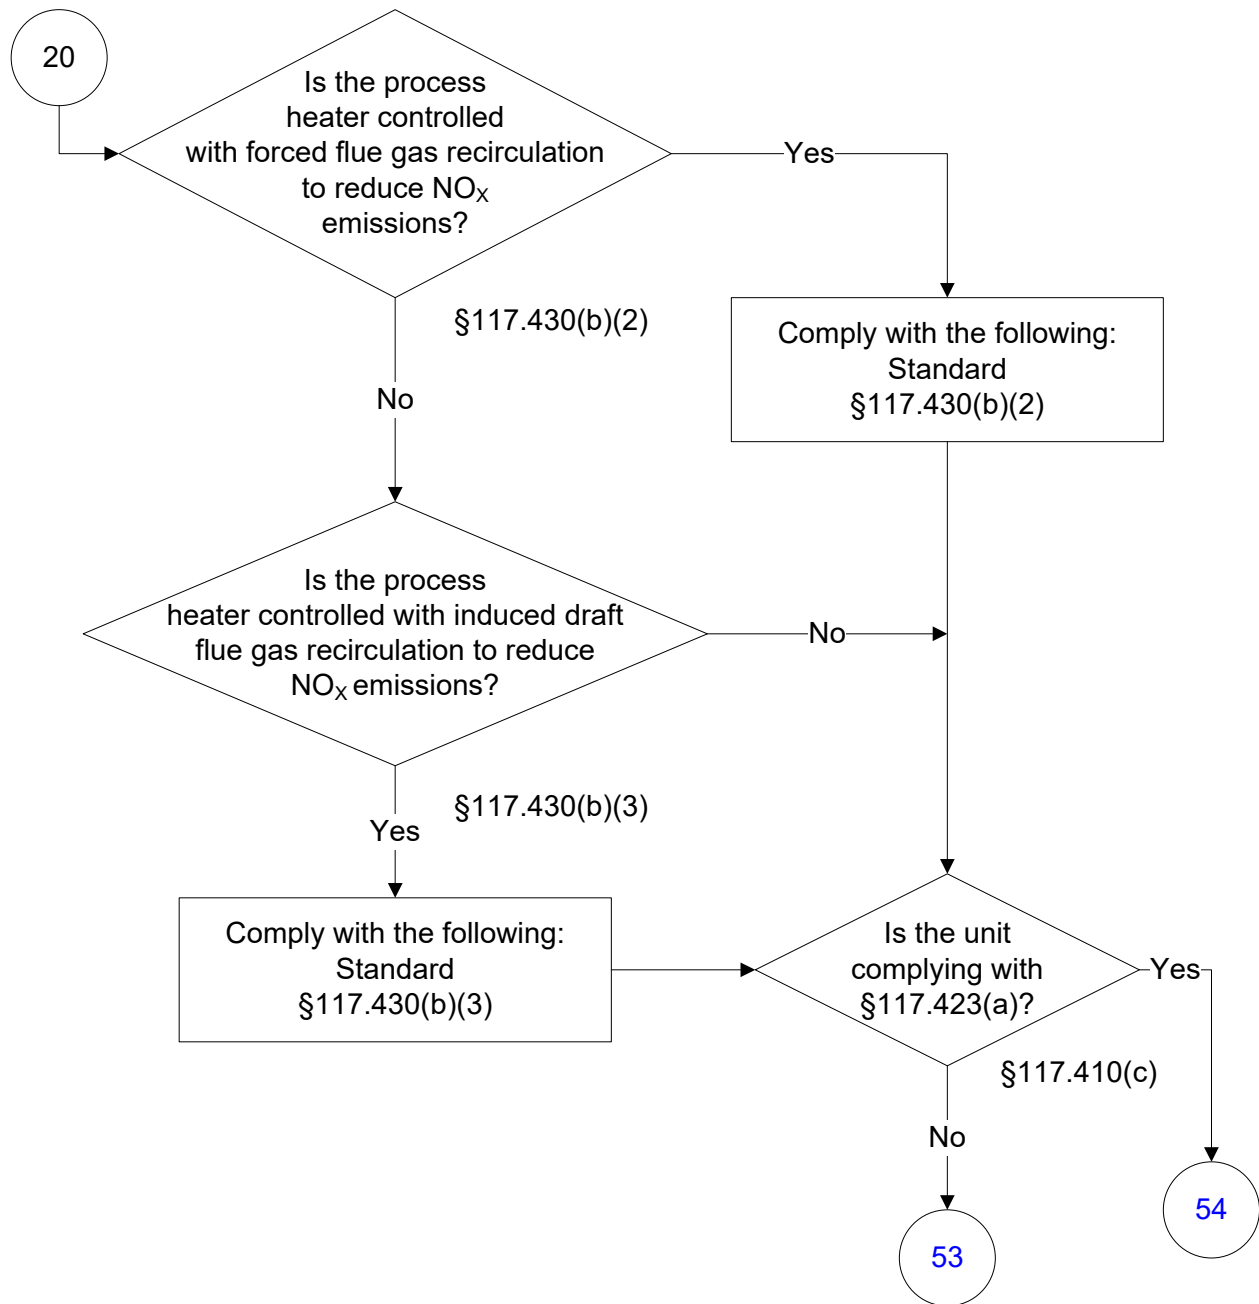 20
Is the process
heater controlled
with forced flue gas recirculation
to reduce NOX
emissions?
Yes
§117.430(b)(2)
Comply with the following:
Standard
§117.430(b)(2)
No
Is the process
heater controlled with induced draft
flue gas recirculation to reduce
NOX emissions?
No
§117.430(b)(3)
Yes
Comply with the following:
Standard
§117.430(b)(3)
Is the unit
complying with
§117.423(a)?
Yes
§117.410(c)
No
54
53